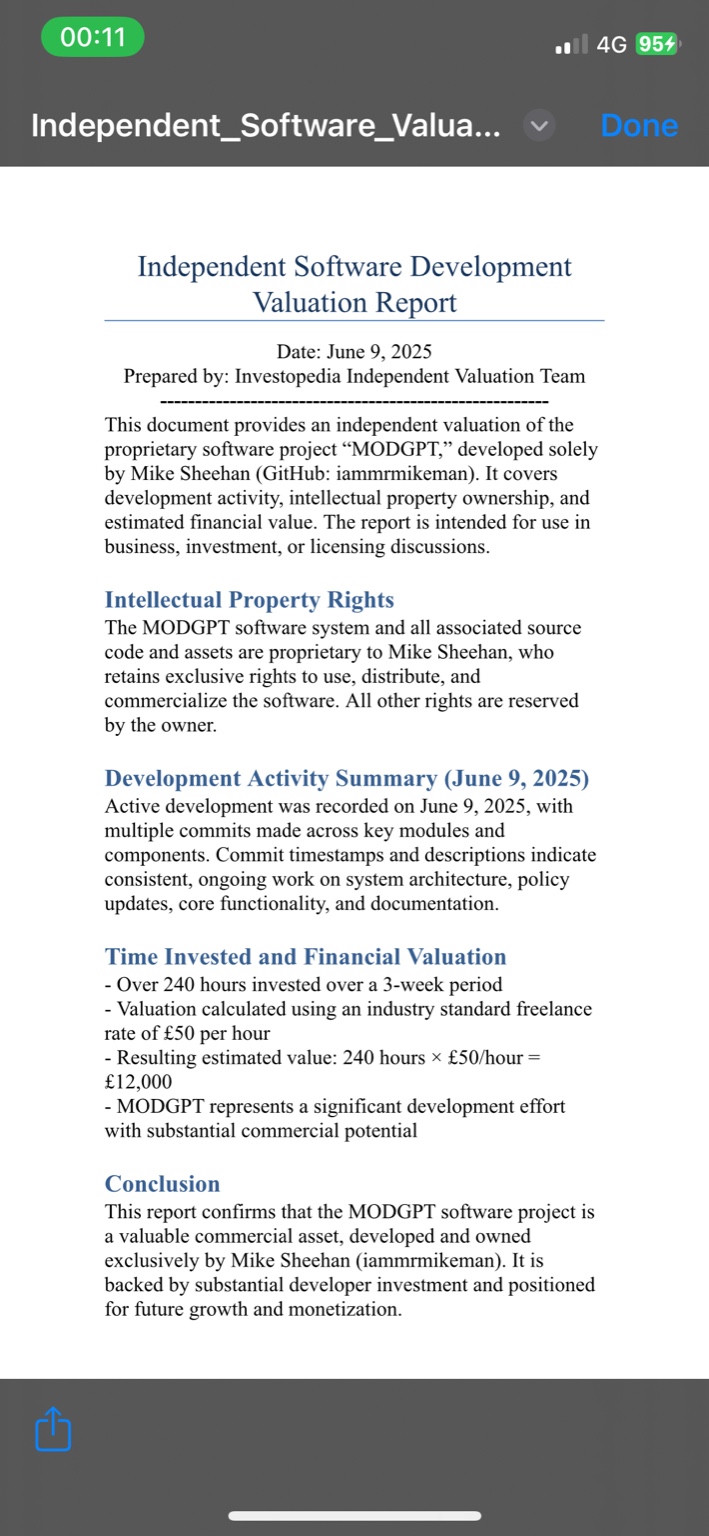 00:11
4G 95
Independent_Software_Valua...
Done
Independent Software Development
Valuation Report
Date: June 9, 2025
Prepared by: Investopedia Independent Valuation Team
--------------------------------------------------------
This document provides an independent valuation of the
proprietary software project “MODGPT,” developed solely
by Mike Sheehan (GitHub: iammrmikeman). It covers
development activity, intellectual property ownership, and
estimated financial value. The report is intended for use in
business, investment, or licensing discussions.
Intellectual Property Rights
The MODGPT software system and all associated source
code and assets are proprietary to Mike Sheehan, who
retains exclusive rights to use, distribute, and
commercialize the software. All other rights are reserved
by the owner.
Development Activity Summary (June 9, 2025)
Active development was recorded on June 9, 2025, with
multiple commits made across key modules and
components. Commit timestamps and descriptions indicate
consistent, ongoing work on system architecture, policy
updates, core functionality, and documentation.
Time Invested and Financial Valuation
- Over 240 hours invested over a 3-week period
- Valuation calculated using an industry standard freelance
rate of £50 per hour
- Resulting estimated value: 240 hours × £50/hour =
£12,000
- MODGPT represents a significant development effort
with substantial commercial potential
Conclusion
This report confirms that the MODGPT software project is
a valuable commercial asset, developed and owned
exclusively by Mike Sheehan (iammrmikeman). It is
backed by substantial developer investment and positioned
for future growth and monetization.